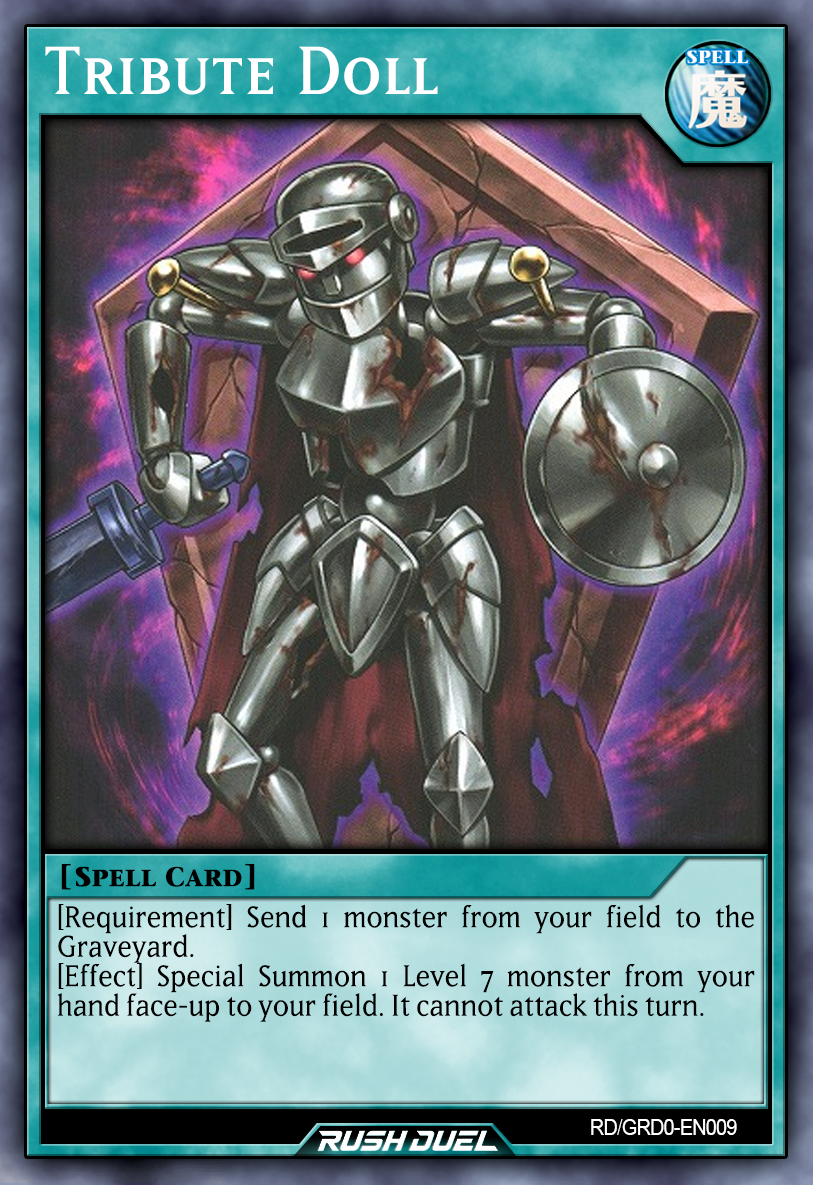 Tribute Doll
SPELL
魔
[Spell Card]
[Requirement] Send 1 monster from your field to the
Graveyard.
[Effect] Special Summon 1 Level 7 monster from your
hand face-up to your field. It cannot attack this turn.
RD/GRD0-EN009
RUSH DUEL